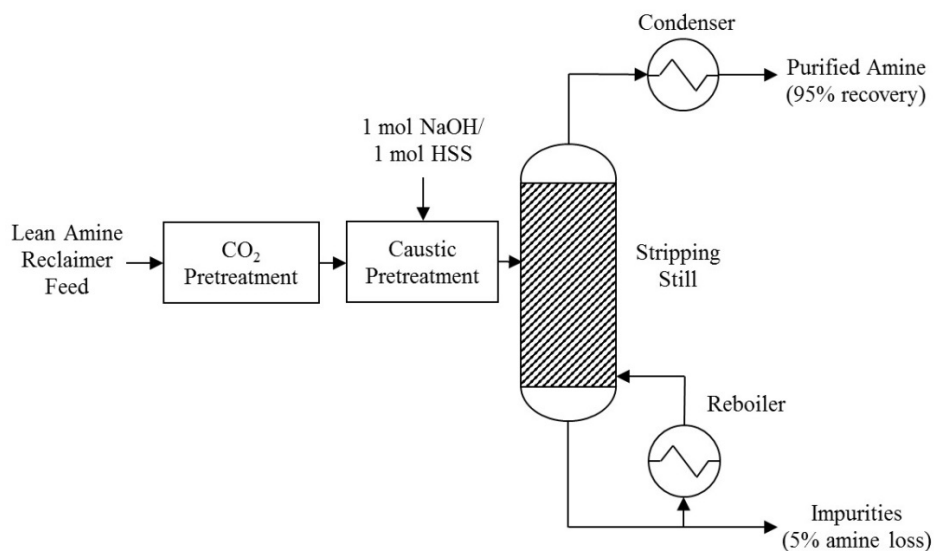 Condenser
Purified Amine
(95% recovery)
1 mol NaOH/
1 mol HSS
Lean Amine
Reclaimer
Feed
CO₂
Pretreatment
Caustic
Pretreatment
Stripping
Still
Reboiler
Impurities
(5% amine loss)